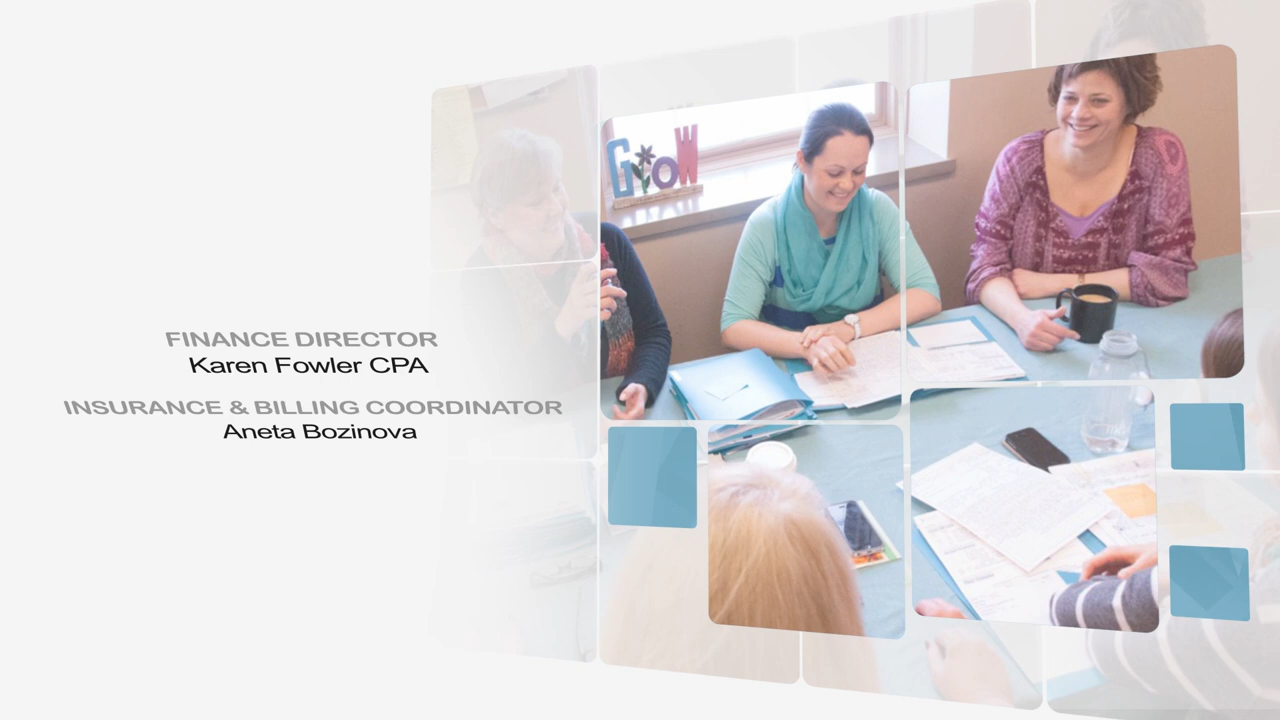 FINANCE DIRECTOR
Karen Fowler CPA
INSURANCE & BILLING COORDINATOR
Aneta Bozinova
GroW